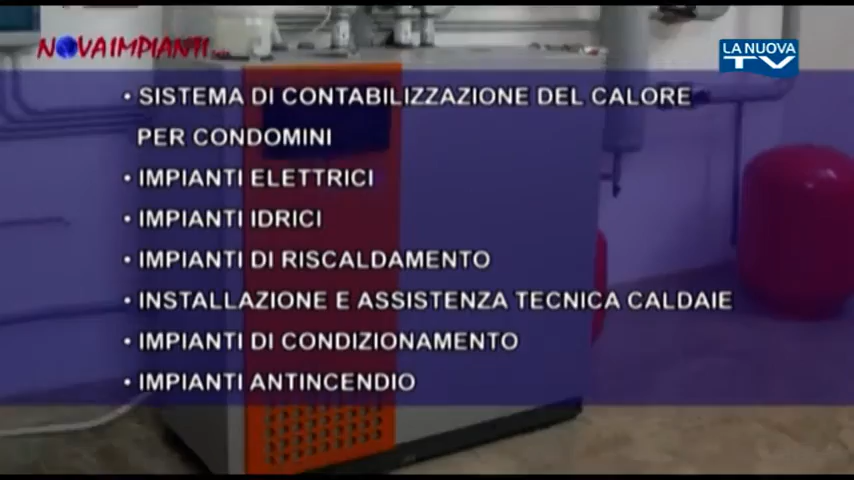 NOVAIMPIANTI
LA NUOVA
TV
• SISTEMA DI CONTABILIZZAZIONE DEL CALORE
PER CONDOMINI
• IMPIANTI ELETTRICI
• IMPIANTI IDRICI
• IMPIANTI DI RISCALDAMENTO
• INSTALLAZIONE E ASSISTENZA TECNICA CALDAIE
• IMPIANTI DI CONDIZIONAMENTO
• IMPIANTI ANTINCENDIO